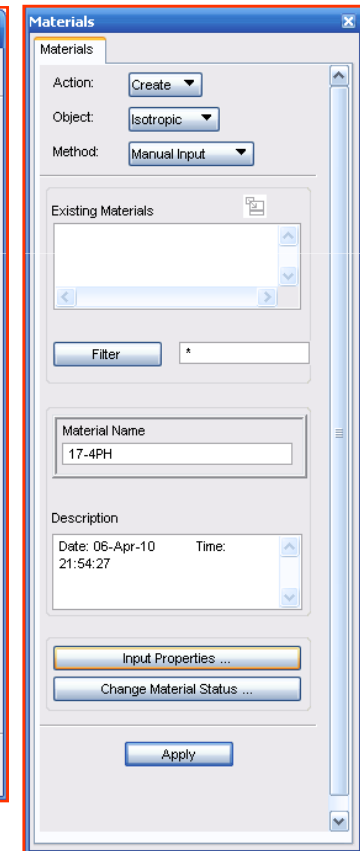 Materials
Materials
Action: Create
Object: Isotropic
Method: Manual Input
Existing Materials
Filter *
Material Name
17-4PH
Description
Date: 06-Apr-10 Time:
21:54:27
Input Properties ...
Change Material Status ...
Apply